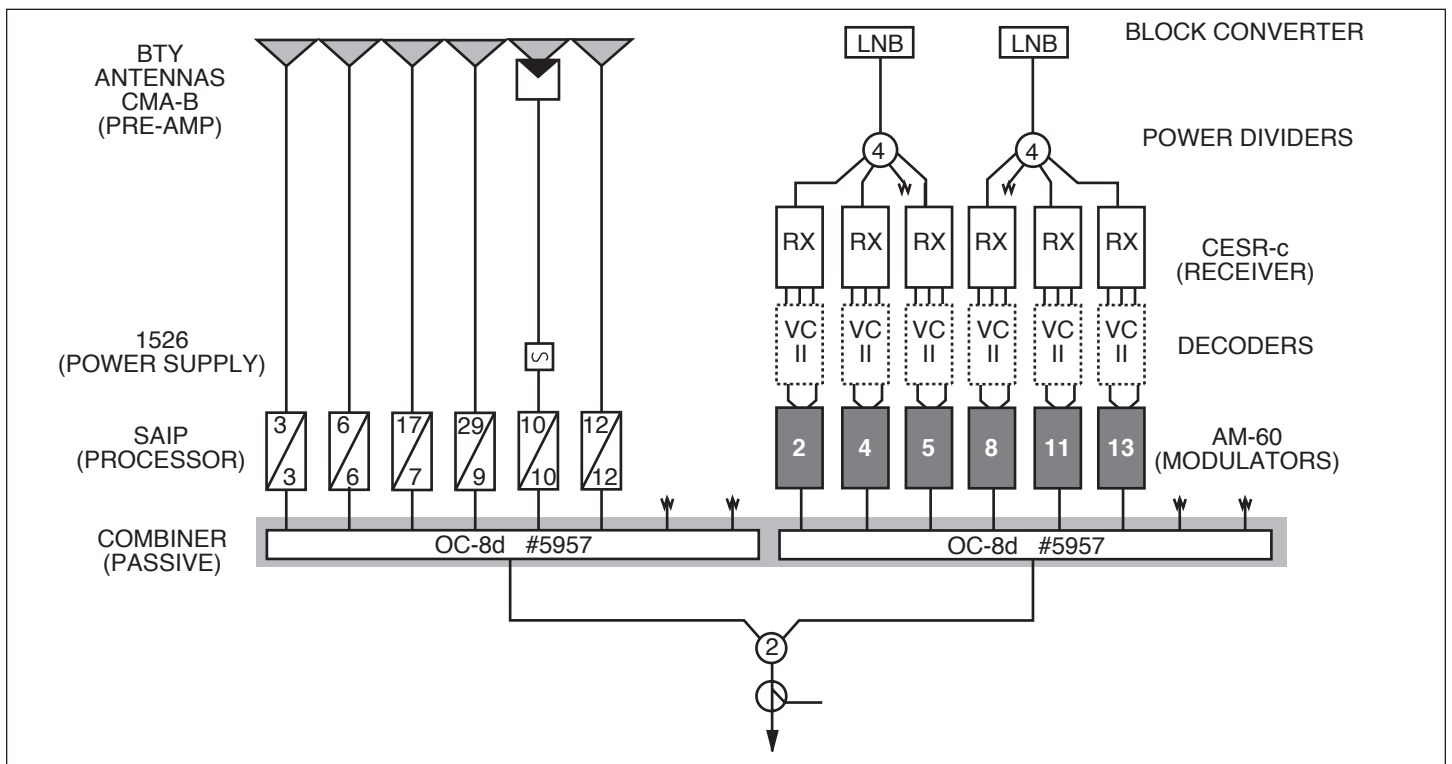 BTY
ANTENNAS
CMA-B
(PRE-AMP)
LNB
LNB
BLOCK CONVERTER
4
4
POWER DIVIDERS
RX
RX
RX
RX
RX
RX
CESR-c
(RECEIVER)
1526
(POWER SUPPLY)
S
VC
II
VC
II
VC
II
VC
II
VC
II
VC
II
DECODERS
SAIP
(PROCESSOR)
3
3
6
6
17
7
29
9
10
10
12
12
2
4
5
8
11
13
AM-60
(MODULATORS)
COMBINER
(PASSIVE)
OC-8d #5957
OC-8d #5957
2